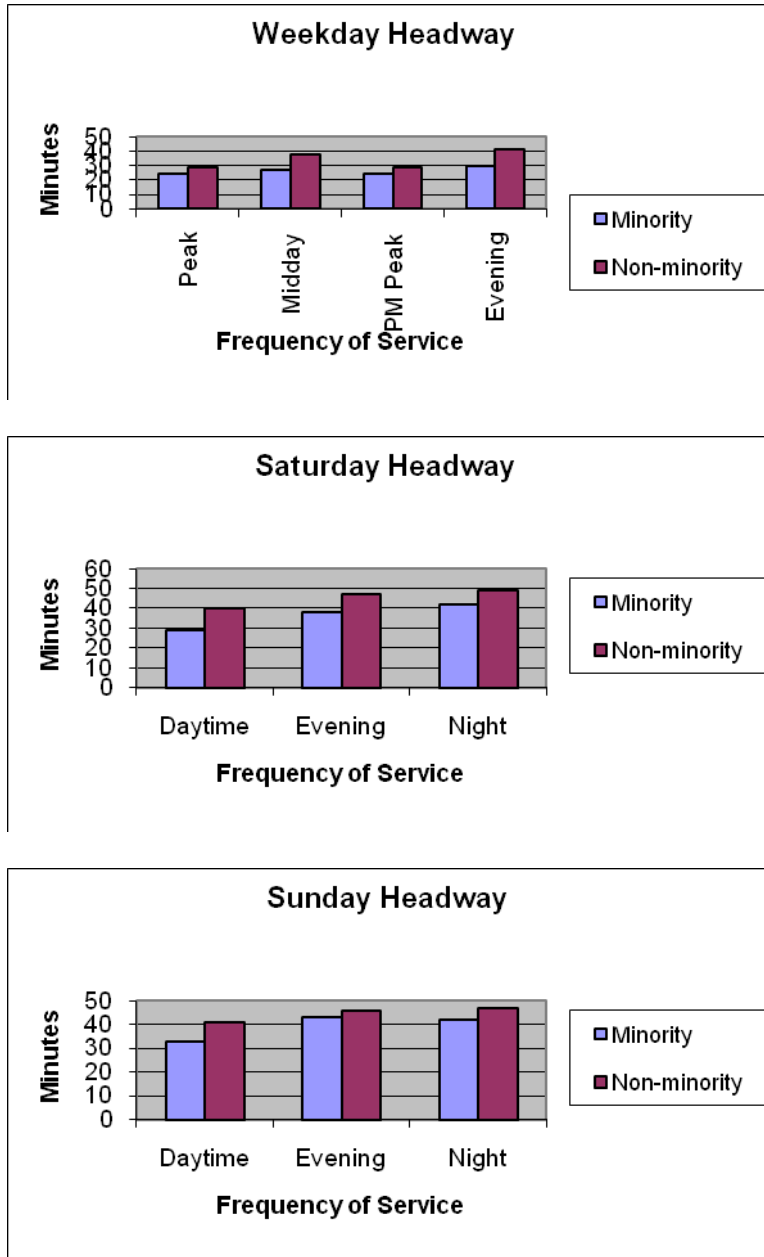 Weekday Headway
Minutes
50
40
30
20
10
0
Peak
Midday
PM Peak
Evening
Frequency of Service
Minority
Non-minority
Saturday Headway
Minutes
60
50
40
30
20
10
0
Daytime Evening Night
Frequency of Service
Minority
Non-minority
Sunday Headway
Minutes
50
40
30
20
10
0
Daytime Evening Night
Frequency of Service
Minority
Non-minority